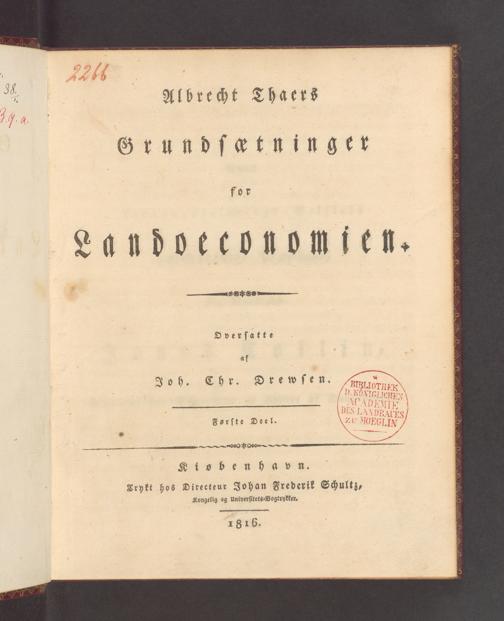 38.
B.g.a.
2266
Albrecht Thaers
Grundsætninger
for
Landoeconomien.
Oversatte
af
Joh. Chr. Drewsen.
BIBLIOTHEK
D. KÖNIGLICHEN
ACADEMIE
DES LANDBAUES
ZU MOEGLIN
Første Deel.
Kiøbenhavn.
Trykt hos Directeur Johan Frederik Schultz,
Kongelig og Universitets-Bogtrykker.
1816.